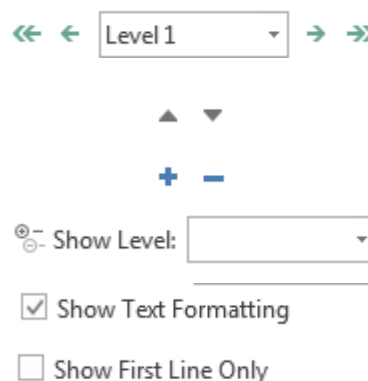 Level 1
Show Level:
Show Text Formatting
Show First Line Only